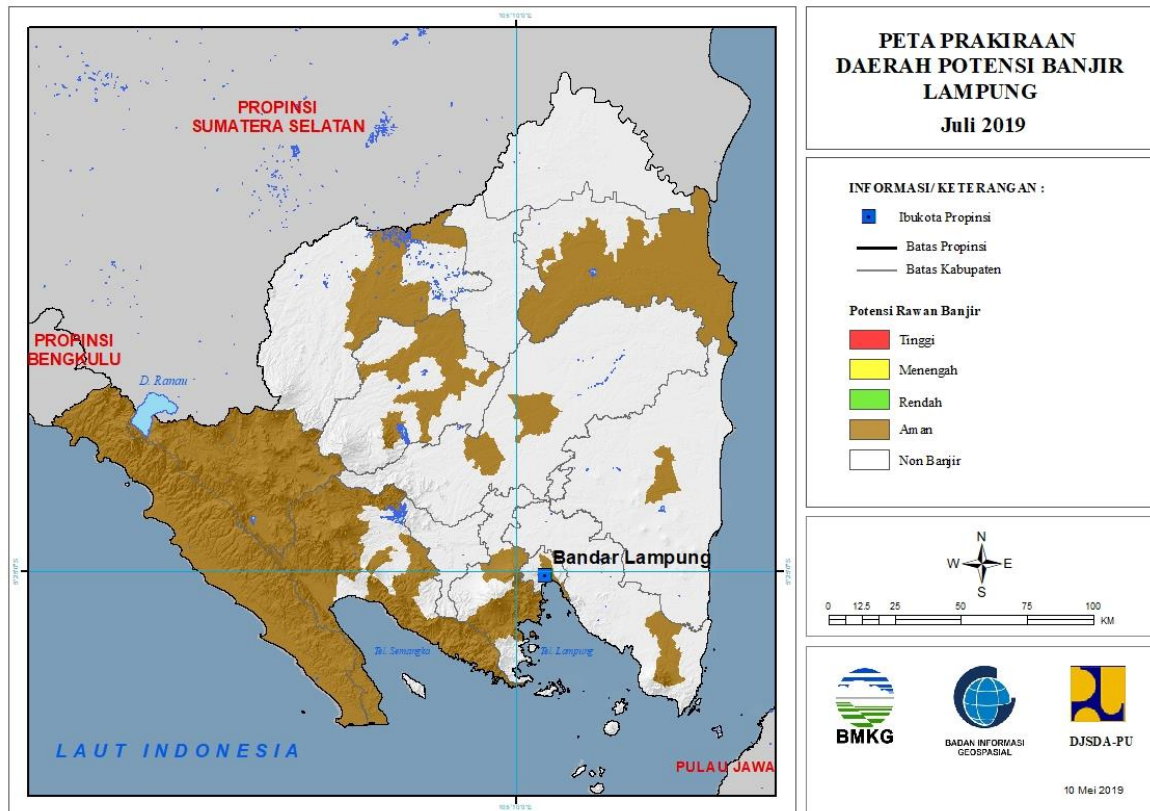 PETA PRAKIRAAN
DAERAH POTENSI BANJIR
LAMPUNG
Juli 2019
INFORMASI/ KETERANGAN :
Ibukota Propinsi
Batas Propinsi
Batas Kabupaten
Potensi Rawan Banjir
Tinggi
Menengah
Rendah
Aman
Non Banjir
N
W E
S
0 12.5 25 50 75 100
KM
BMKG
BADAN INFORMASI
GEOSPASIAL
DJSDA-PU
10 Mei 2019
PROPINSI
SUMATERA SELATAN
PROPINSI
BENGKULU
D. Ranau
Bandar Lampung
Tel. Semangka
Tel. Lampung
LAUT INDONESIA
PULAU JAWA